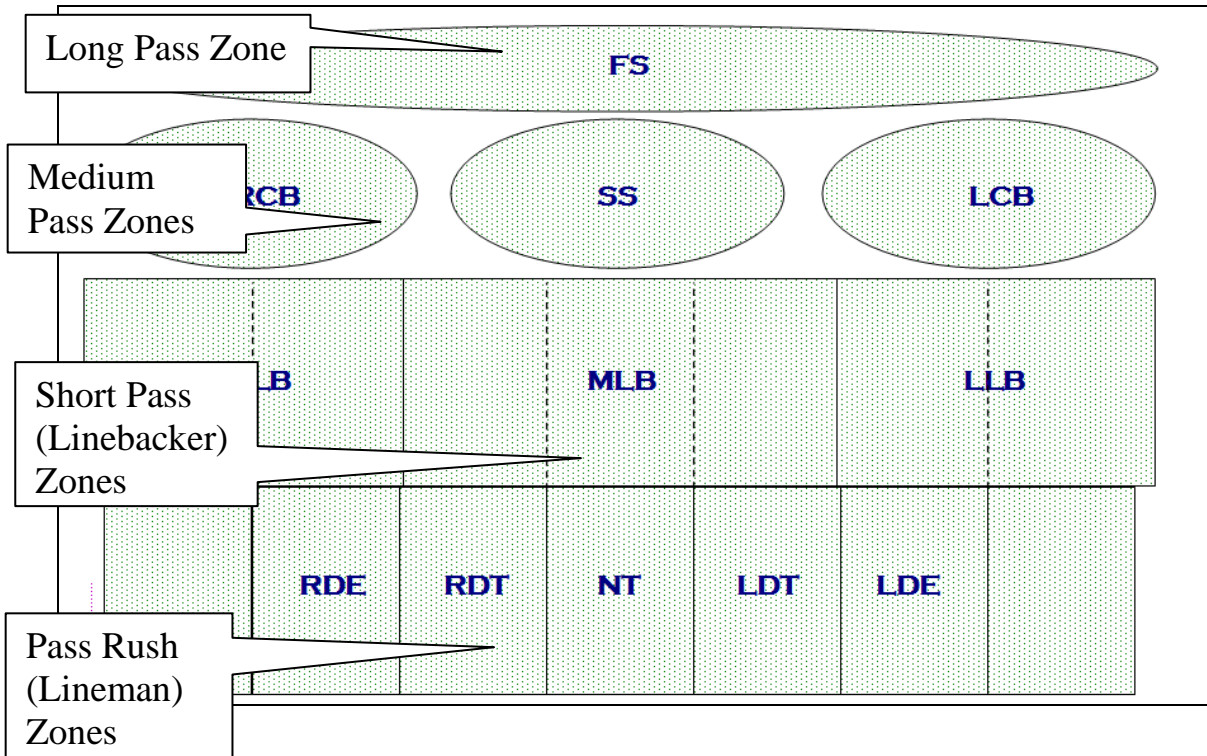 Long Pass Zone
FS
Medium
Pass Zones
RCB
SS
LCB
LB
MLB
LLB
Short Pass
(Linebacker)
Zones
RDE
RDT
NT
LDT
LDE
Pass Rush
(Lineman)
Zones